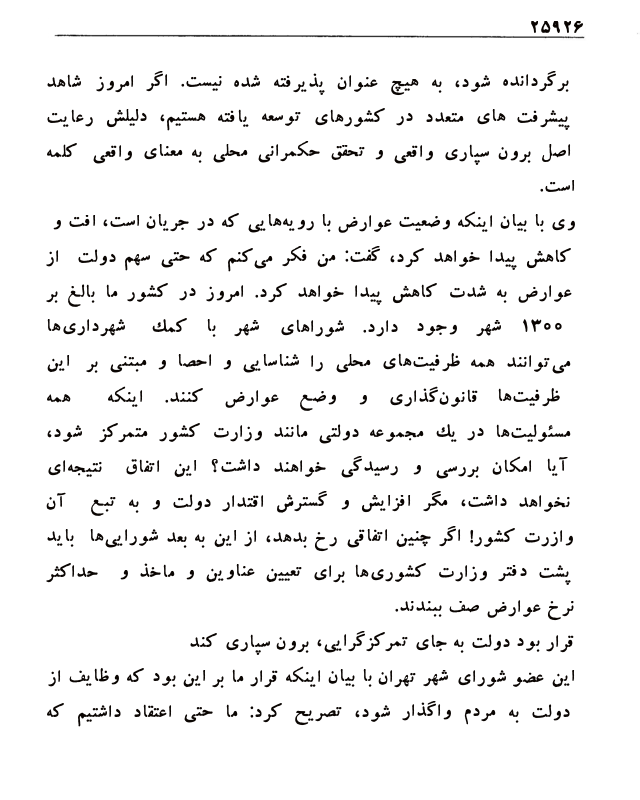 ۲۵۹۲۶
برگردانده شود، به هیچ عنوان پذیرفته شده نیست. اگر امروز شاهد
پیشرفت های متعدد در کشورهای توسعه یافته هستیم، دلیلش رعایت
اصل برون سپاری واقعی و تحقق حکمرانی محلی به معنای واقعی کلمه
است.
وی با بیان اینکه وضعیت عوارض با رویه‌هایی که در جریان است، افت و
کاهش پیدا خواهد کرد، گفت: من فکر می‌کنم که حتی سهم دولت از
عوارض به شدت کاهش پیدا خواهد کرد. امروز در کشور ما بالغ بر
۱۳۰۰ شهر وجود دارد. شوراهای شهر با کمک شهرداری‌ها
می‌توانند همه ظرفیت‌های محلی را شناسایی و احصا و مبتنی بر این
ظرفیت‌ها قانون‌گذاری و وضع عوارض کنند. اینکه همه
مسئولیت‌ها در یک مجموعه دولتی مانند وزارت کشور متمرکز شود،
آیا امکان بررسی و رسیدگی خواهند داشت؟ این اتفاق نتیجه‌ای
نخواهد داشت، مگر افزایش و گسترش اقتدار دولت و به تبع آن
وازرت کشور! اگر چنین اتفاقی رخ بدهد، از این به بعد شورایی‌ها باید
پشت دفتر وزارت کشوری‌ها برای تعیین عناوین و ماخذ و حداکثر
نرخ عوارض صف ببندند.
قرار بود دولت به جای تمرکزگرایی، برون سپاری کند
این عضو شورای شهر تهران با بیان اینکه قرار ما بر این بود که وظایف از
دولت به مردم واگذار شود، تصریح کرد: ما حتی اعتقاد داشتیم که